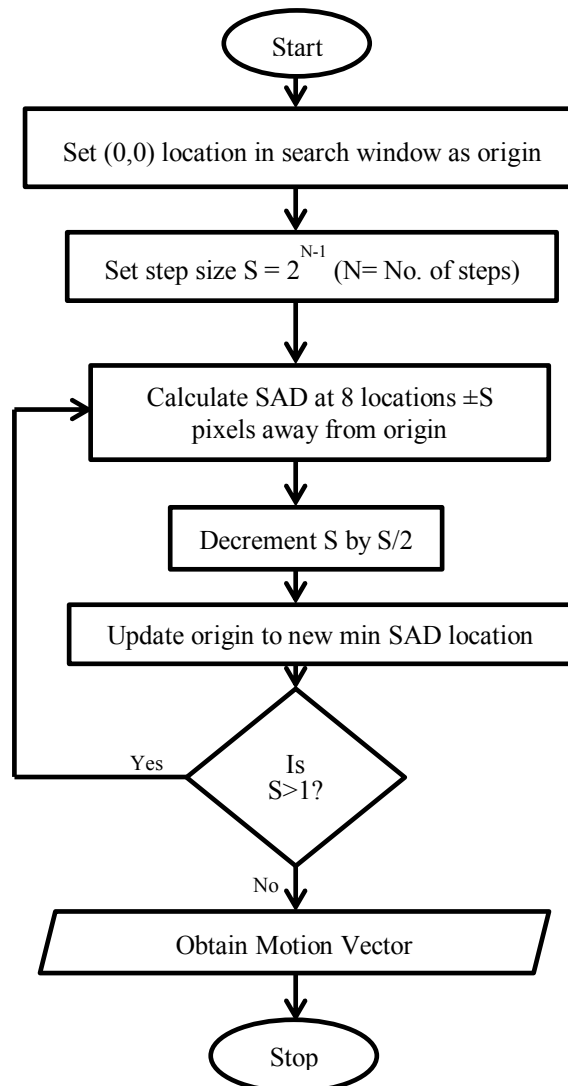 Start
Set (0,0) location in search window as origin
Set step size S = 2^N-1 (N= No. of steps)
Calculate SAD at 8 locations ±S
pixels away from origin
Decrement S by S/2
Update origin to new min SAD location
Is
S>1?
Yes
No
Obtain Motion Vector
Stop